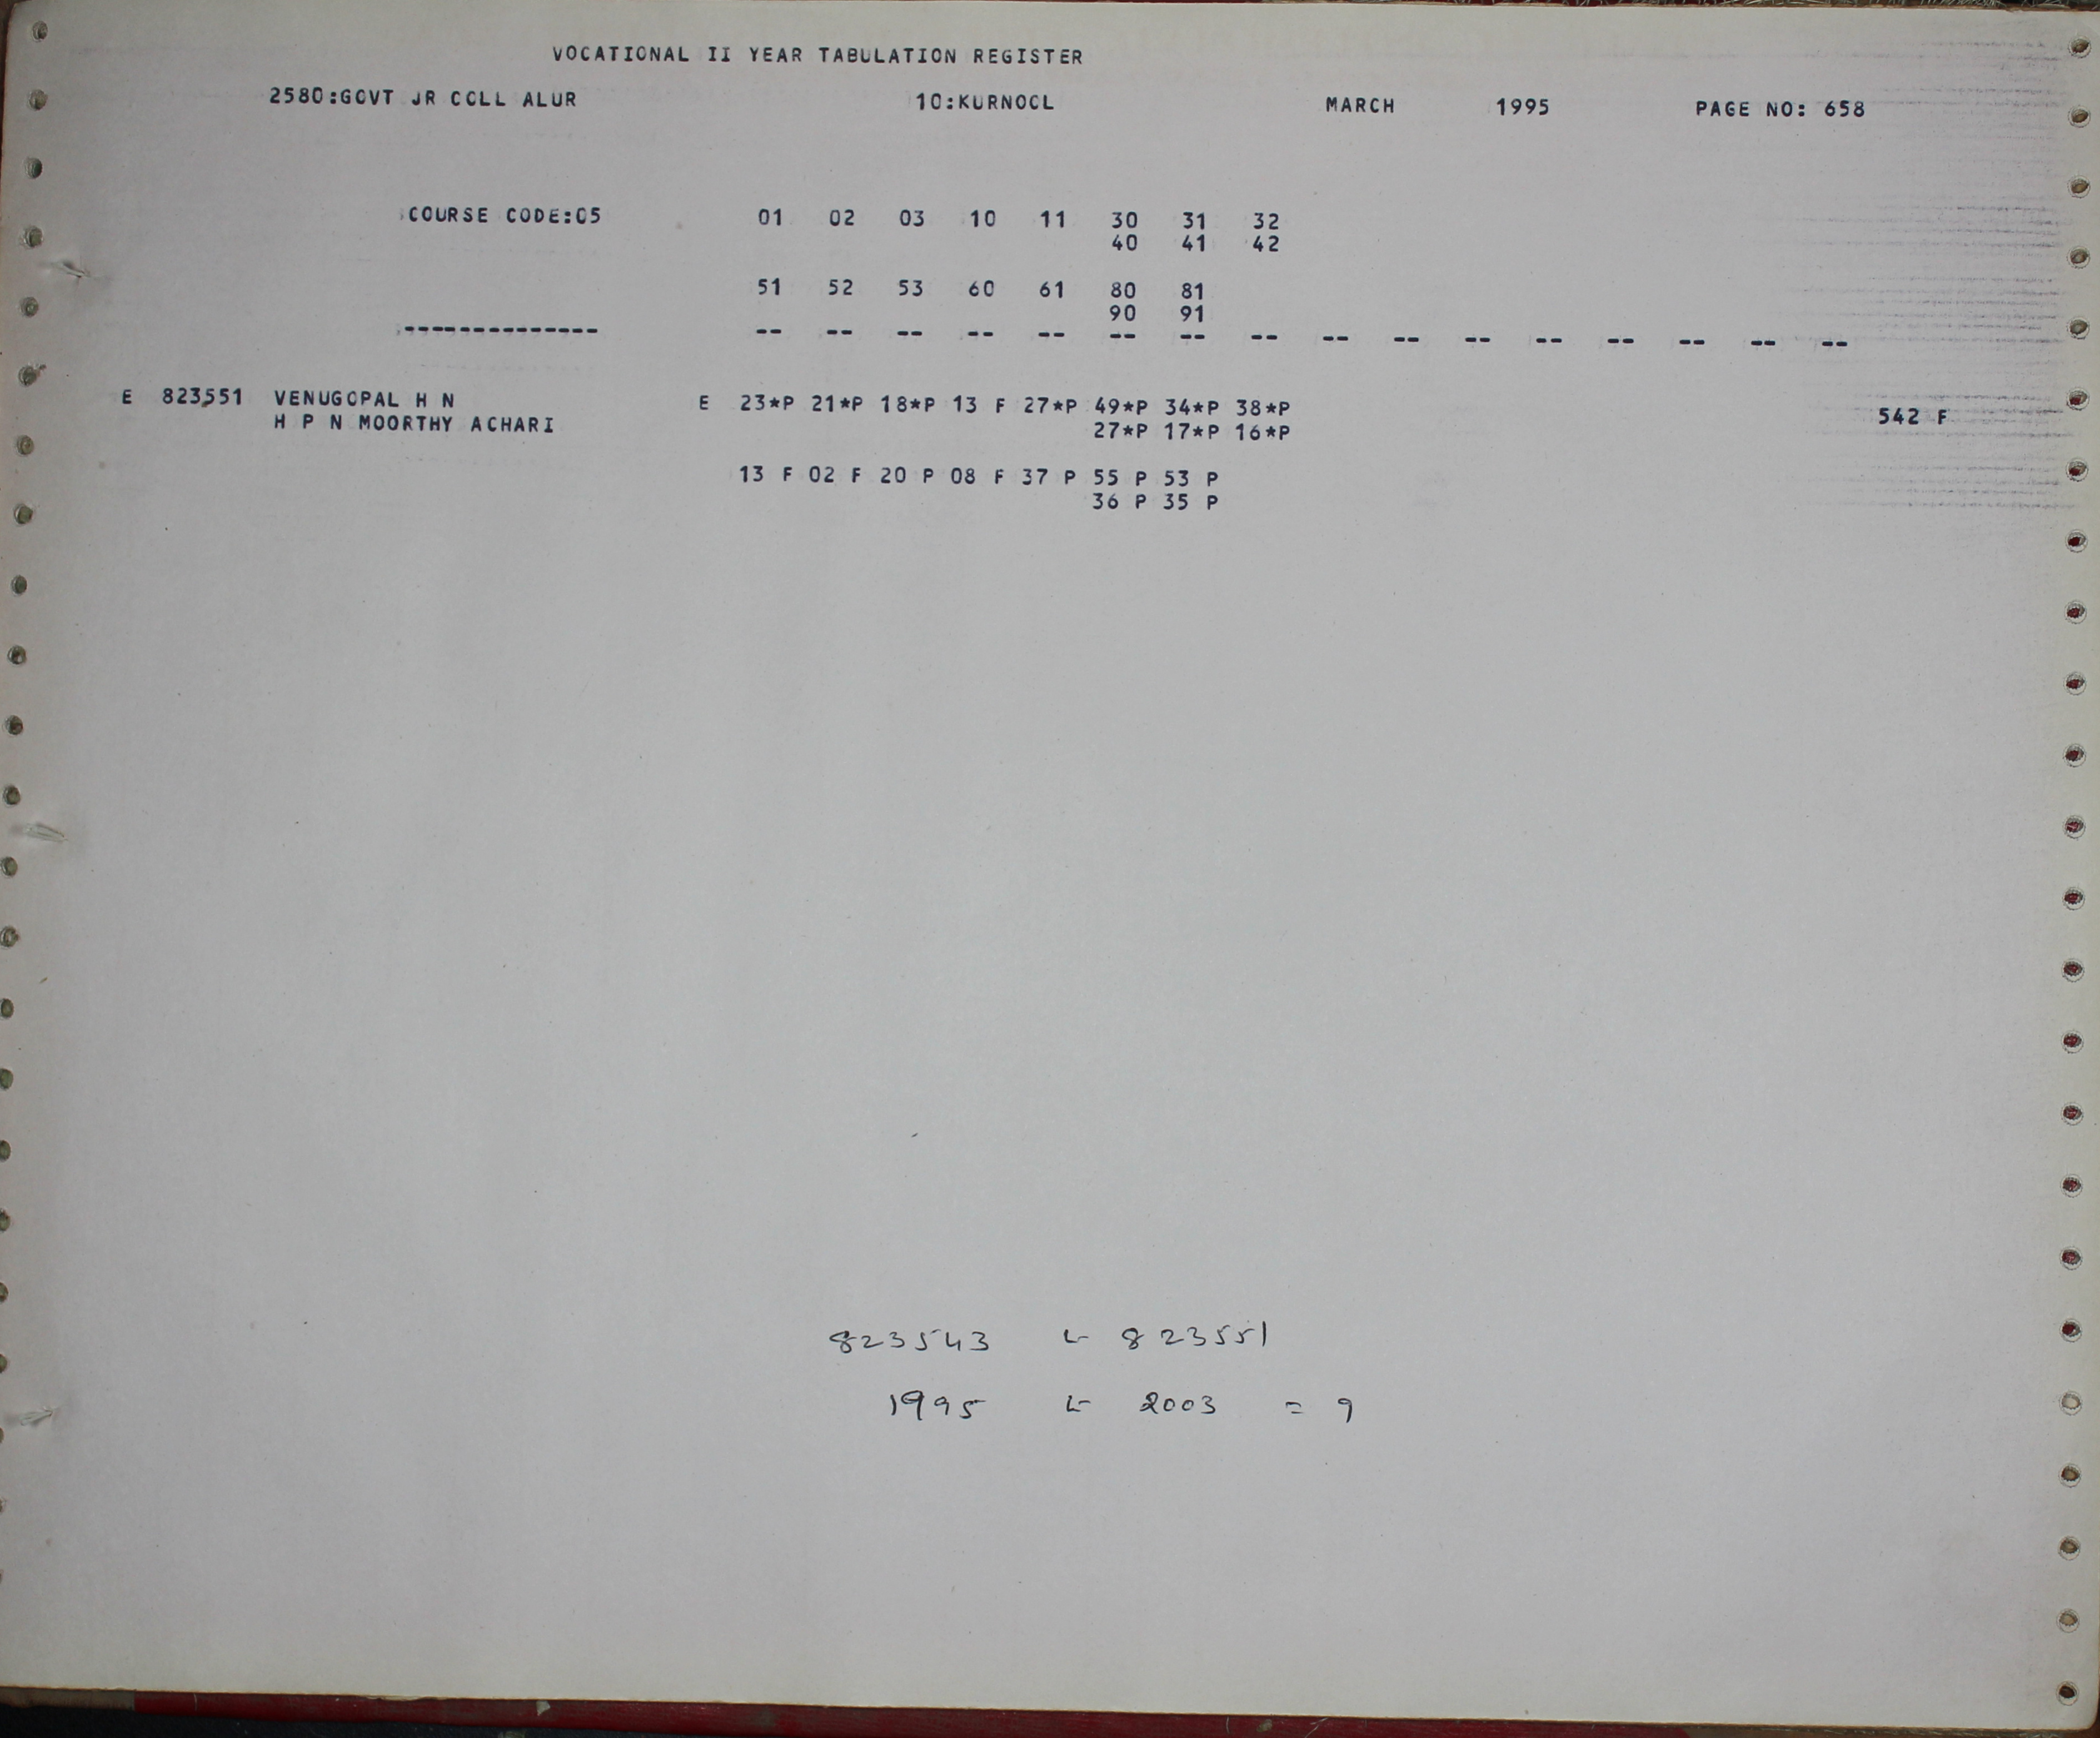 VOCATIONAL II YEAR TABULATION REGISTER
2580:GOVT JR COLL ALUR 10:KURNOOL MARCH 1995 PAGE NO: 658
COURSE CODE:05 01 02 03 10 11 30 31 32
40 41 42
51 52 53 60 61 80 81
90 91
-------------- -- -- -- -- -- -- -- -- -- -- -- -- -- -- -- --
E 823551 VENUGOPAL H N E 23*P 21*P 18*P 13 F 27*P 49*P 34*P 38*P 542 F
H P N MOORTHY ACHARI 27*P 17*P 16*P
13 F 02 F 20 P 08 F 37 P 55 P 53 P
36 P 35 P
823543 823551
1995 2003 = 9